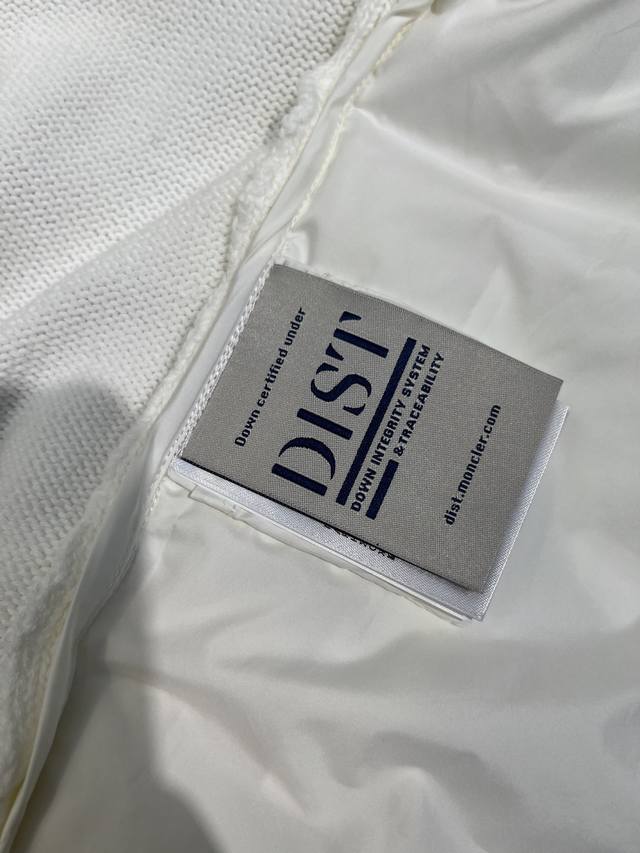 Down certified under
DIST
DOWN INTEGRITY SYSTEM
& TRACEABILITY
dist.moncler.com